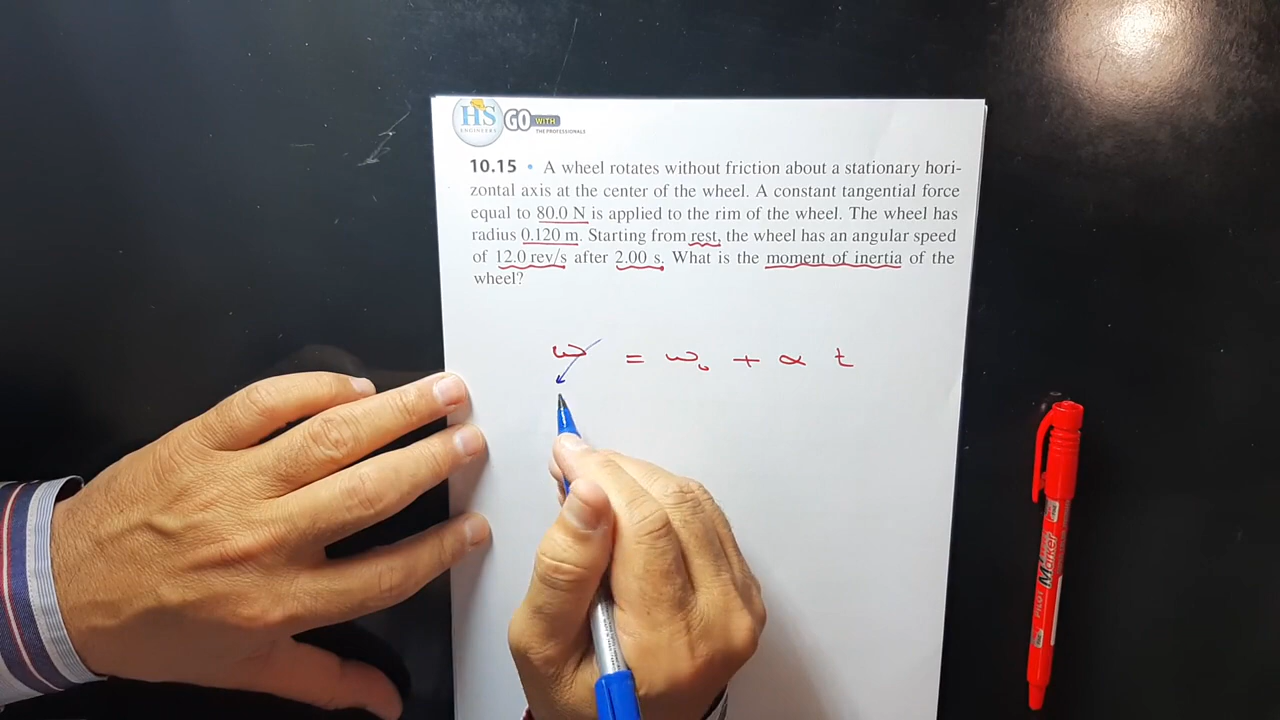 HS
ENGINEERS
GO WITH
THE PROFESSIONALS
10.15 • A wheel rotates without friction about a stationary hori-
zontal axis at the center of the wheel. A constant tangential force
equal to 80.0 N is applied to the rim of the wheel. The wheel has
radius 0.120 m. Starting from rest, the wheel has an angular speed
of 12.0 rev/s after 2.00 s. What is the moment of inertia of the
wheel?
ω = ω₀ + α t
PILOT Marker